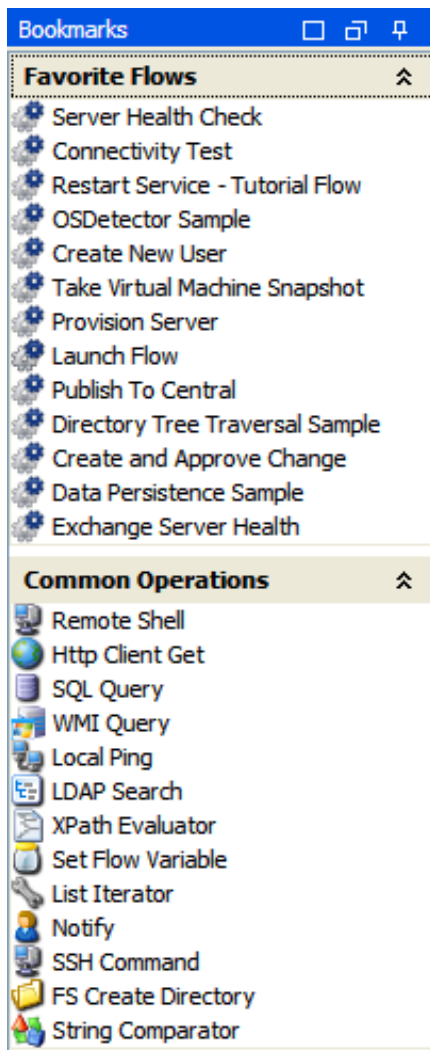 Bookmarks
Favorite Flows
Server Health Check
Connectivity Test
Restart Service - Tutorial Flow
OSDetector Sample
Create New User
Take Virtual Machine Snapshot
Provision Server
Launch Flow
Publish To Central
Directory Tree Traversal Sample
Create and Approve Change
Data Persistence Sample
Exchange Server Health
Common Operations
Remote Shell
Http Client Get
SQL Query
WMI Query
Local Ping
LDAP Search
XPath Evaluator
Set Flow Variable
List Iterator
Notify
SSH Command
FS Create Directory
String Comparator